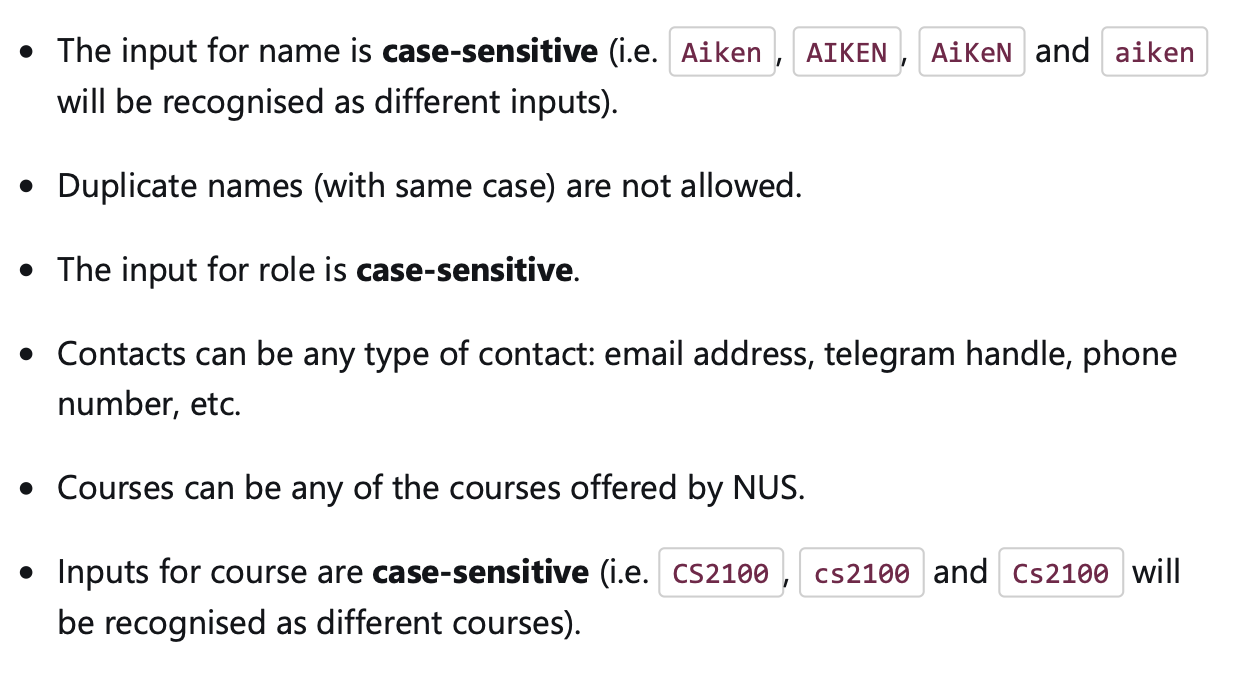 • The input for name is case-sensitive (i.e. Aiken, AIKEN, AiKeN and aiken
will be recognised as different inputs).
• Duplicate names (with same case) are not allowed.
• The input for role is case-sensitive.
• Contacts can be any type of contact: email address, telegram handle, phone
number, etc.
• Courses can be any of the courses offered by NUS.
• Inputs for course are case-sensitive (i.e. CS2100, cs2100 and Cs2100 will
be recognised as different courses).